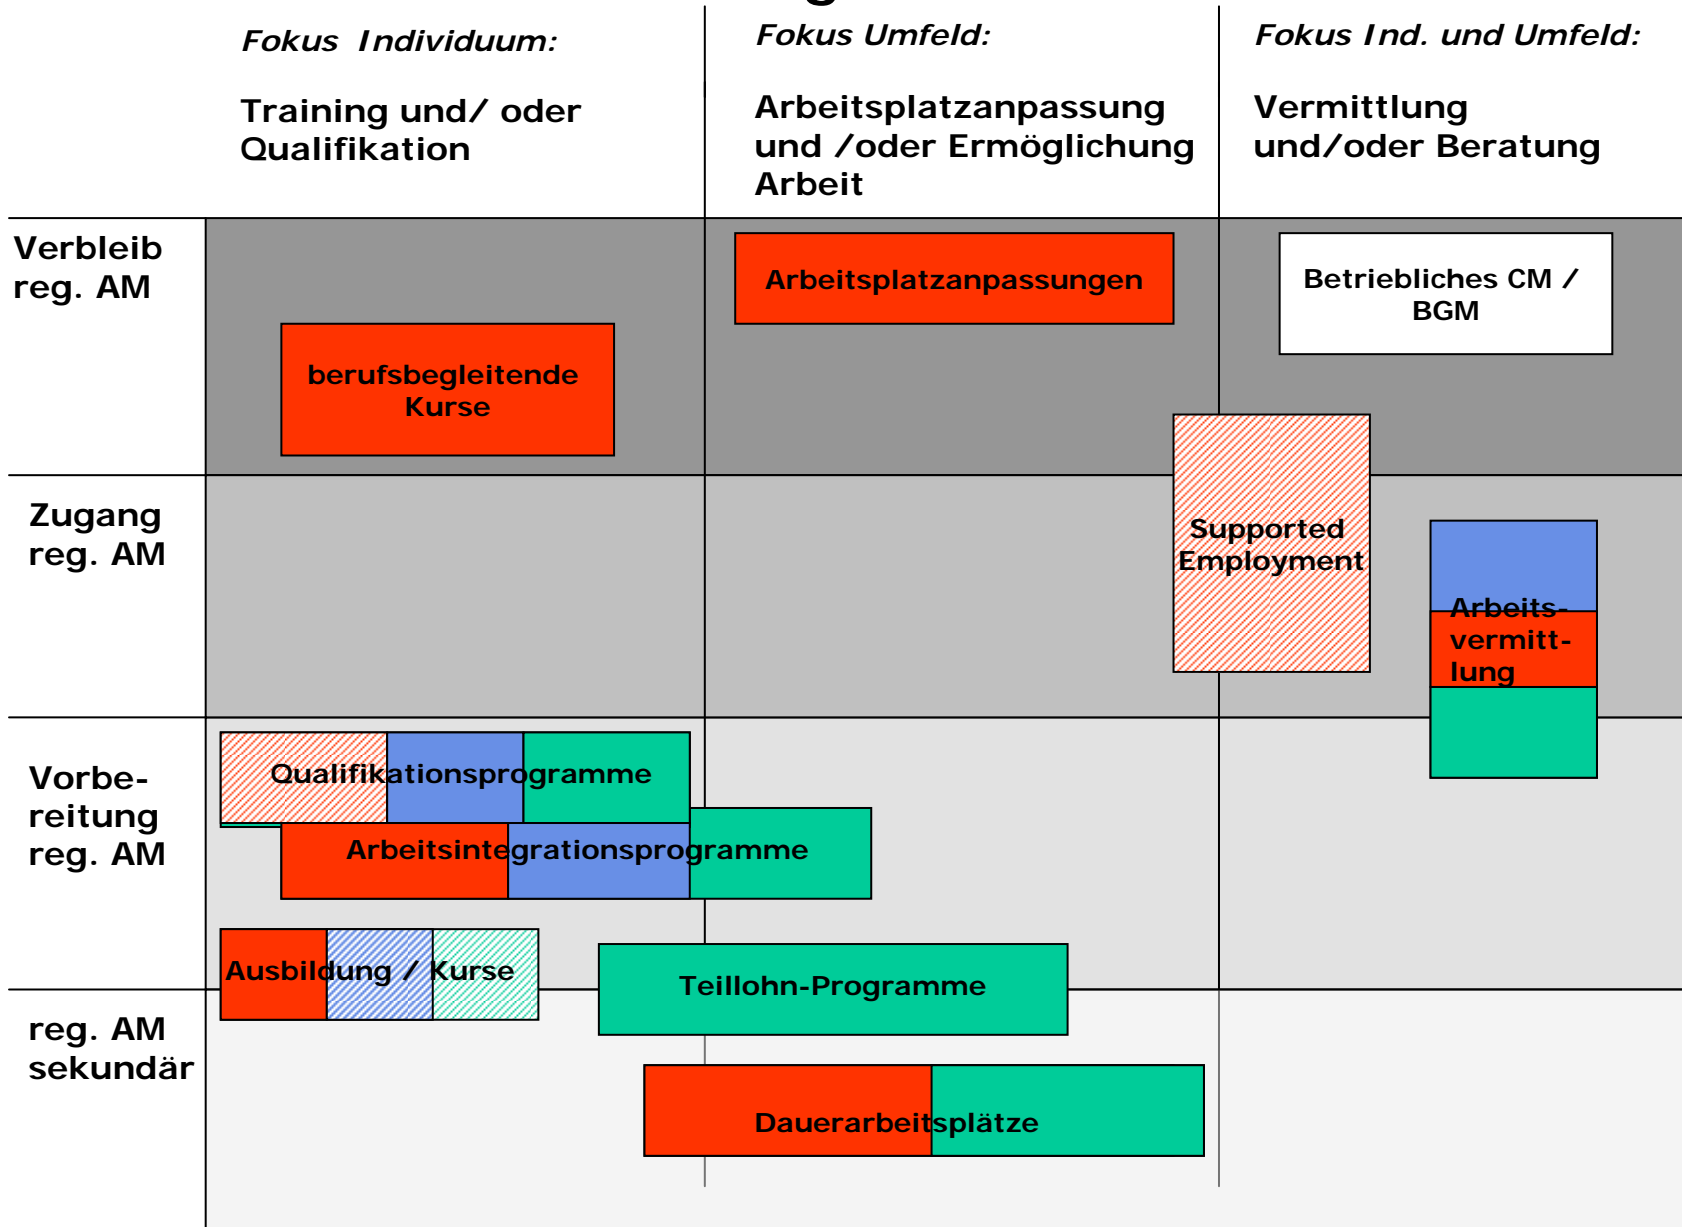 Fokus Individuum:
Training und/ oder
Qualifikation
Fokus Umfeld:
Arbeitsplatzanpassung
und /oder Ermöglichung
Arbeit
Fokus Ind. und Umfeld:
Vermittlung
und/oder Beratung
Verbleib
reg. AM
Arbeitsplatzanpassungen
Betriebliches CM /
BGM
berufsbegleitende
Kurse
Zugang
reg. AM
Supported
Employment
Arbeits-
vermitt-
lung
Vorbe-
reitung
reg. AM
Qualifikationsprogramme
Arbeitsintegrationsprogramme
Ausbildung / Kurse
Teillohn-Programme
reg. AM
sekundär
Dauerarbeitsplätze